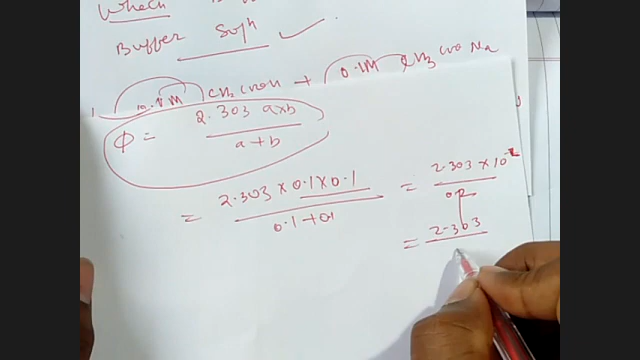 Which
Buffer Solⁿ ✓
0.1M CH3COOH + 0.1M CH3COONa
ϕ = 2.303 a×b / a+b
= 2.303 × 0.1 × 0.1 / 0.1 + 0.1 = 2.303 × 10⁻² / 0.2
= 2.303